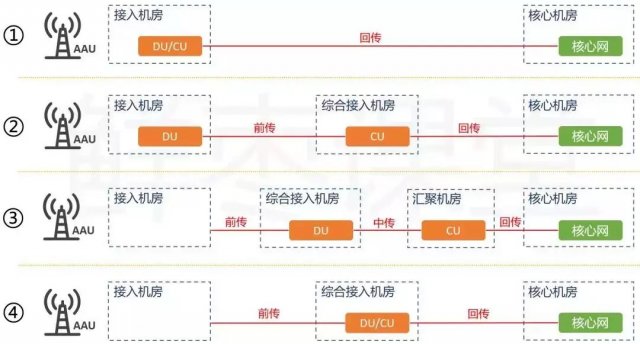 ① AAU 接入机房 DU/CU 回传 核心机房 核心网
② AAU 接入机房 DU 前传 综合接入机房 CU 回传 核心机房 核心网
③ AAU 接入机房 前传 综合接入机房 DU 中传 汇聚机房 CU 回传 核心机房 核心网
④ AAU 接入机房 前传 综合接入机房 DU/CU 回传 核心机房 核心网
鲜枣课堂